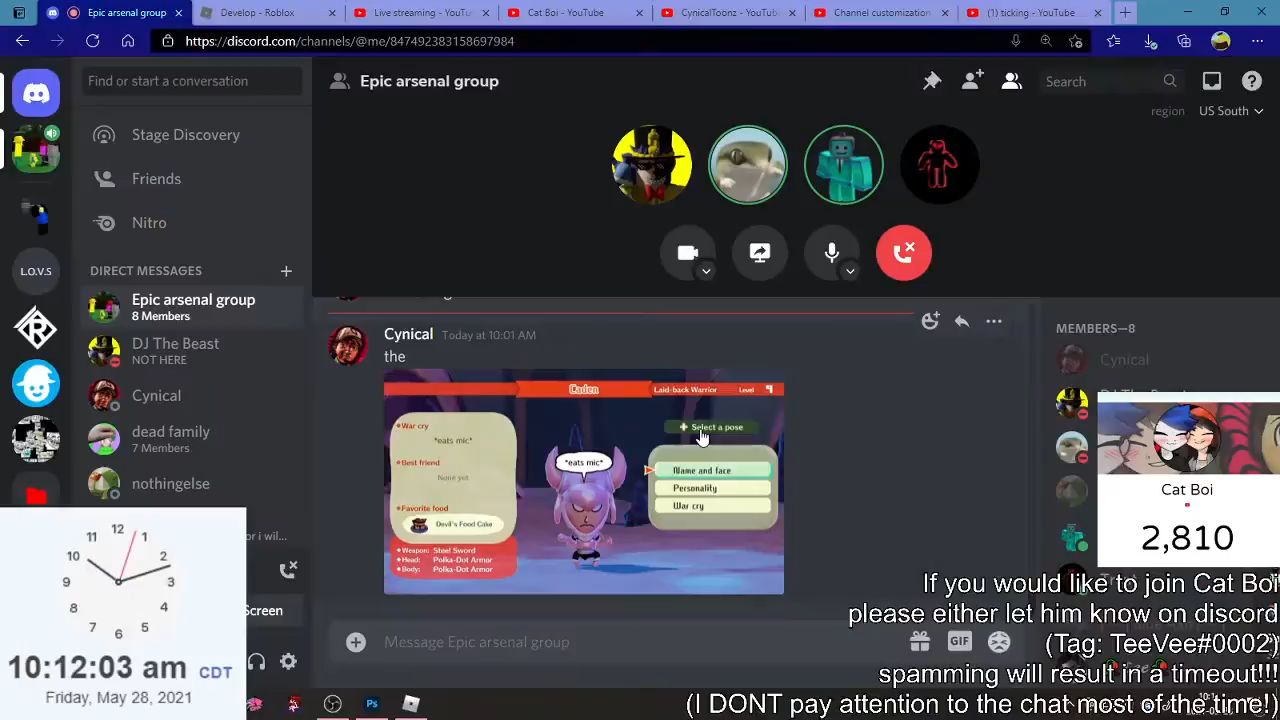 Discord
Develop - Roblox
Live streaming - YouTube
Cat Boi - YouTube
CynicalToonz - YouTube
Channel customization
(1) ticking - YouTube
https://discord.com/channels/@me/847492383158697984
Find or start a conversation
Epic arsenal group
Search
region US South
Stage Discovery
Friends
Nitro
L.O.V.S
DIRECT MESSAGES
Epic arsenal group
8 Members
DJ The Beast
NOT HERE
Cynical
dead family
7 Members
nothingelse
Cynical Today at 10:01 AM
the
Caden
Laid-back Warrior Level
War cry
*eats mic*
Best friend
None yet
Favorite food
Devil's Food Cake
Weapon: Steel Sword
Head: Polka-Dot Armor
Body: Polka-Dot Armor
*eats mic*
Select a pose
Name and face
Personality
War cry
MEMBERS—8
Cynical
Cat Boi
2,810
Message Epic arsenal group
GIF
Screen
12
1
2
3
4
5
6
7
8
9
10
11
10:12:03 am CDT
Friday, May 28, 2021
Ps
If you would like to join Cat Boi
please either let him know on discord
(Tag: TeeVee#0002)
spamming will result in a timeout!!!
(I DONT pay attention to the chat most of the time!)